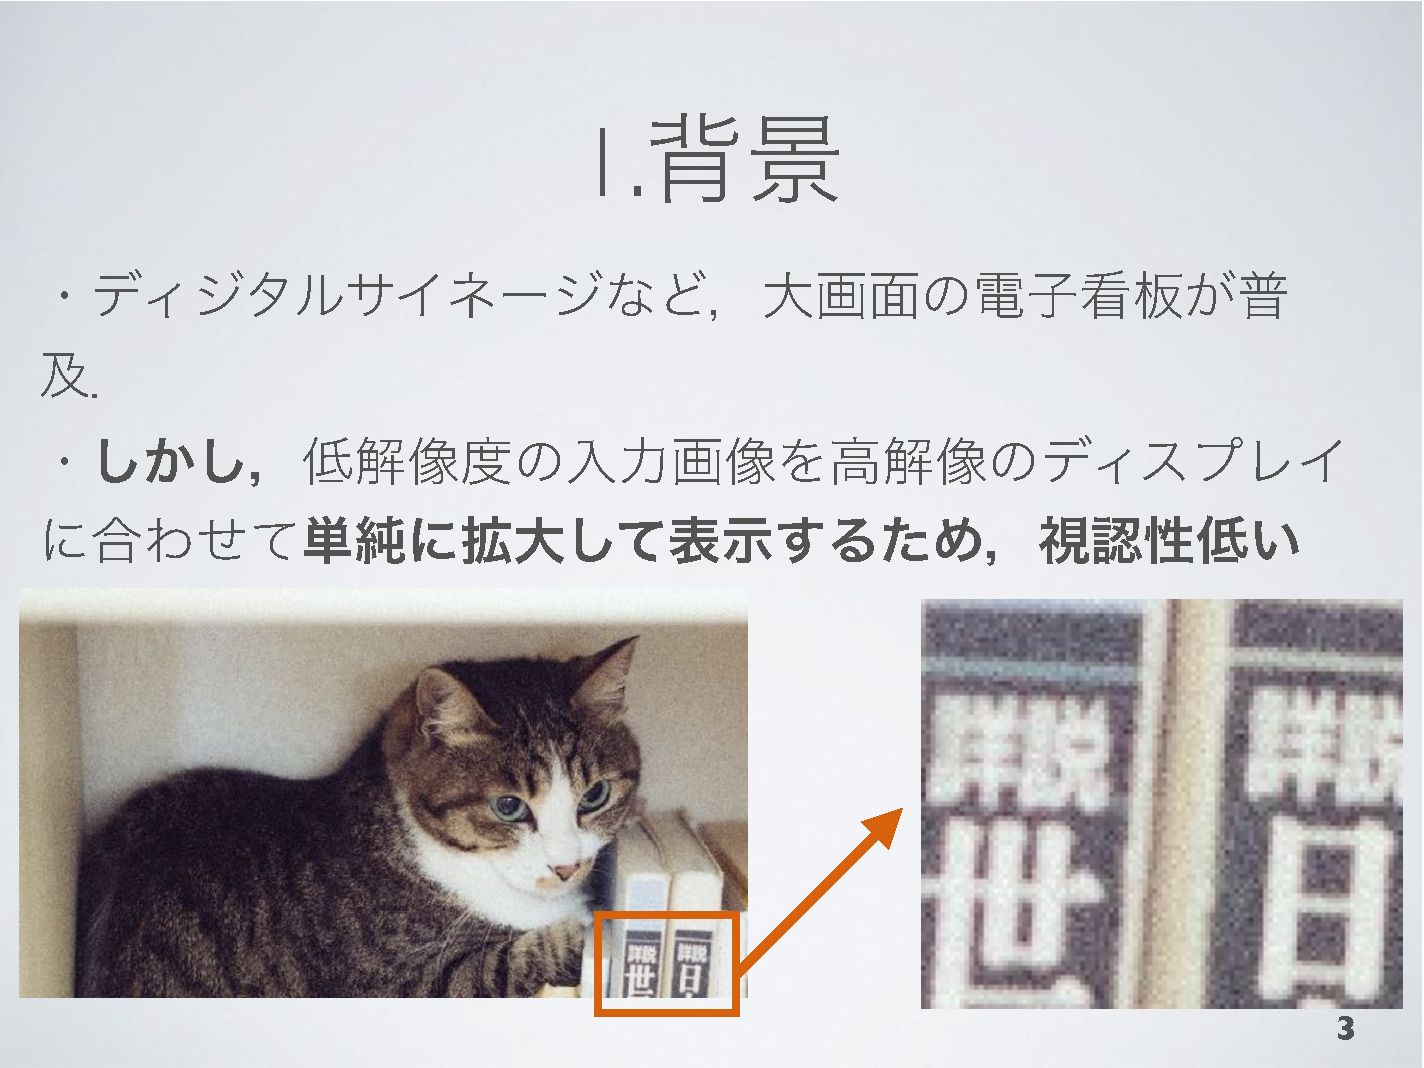 1.背景
・ディジタルサイネージなど，大画面の電子看板が普
及.
・しかし，低解像度の入力画像を高解像のディスプレイ
に合わせて単純に拡大して表示するため，視認性低い
詳説
世
詳説
日
詳説
世
詳説
日
3